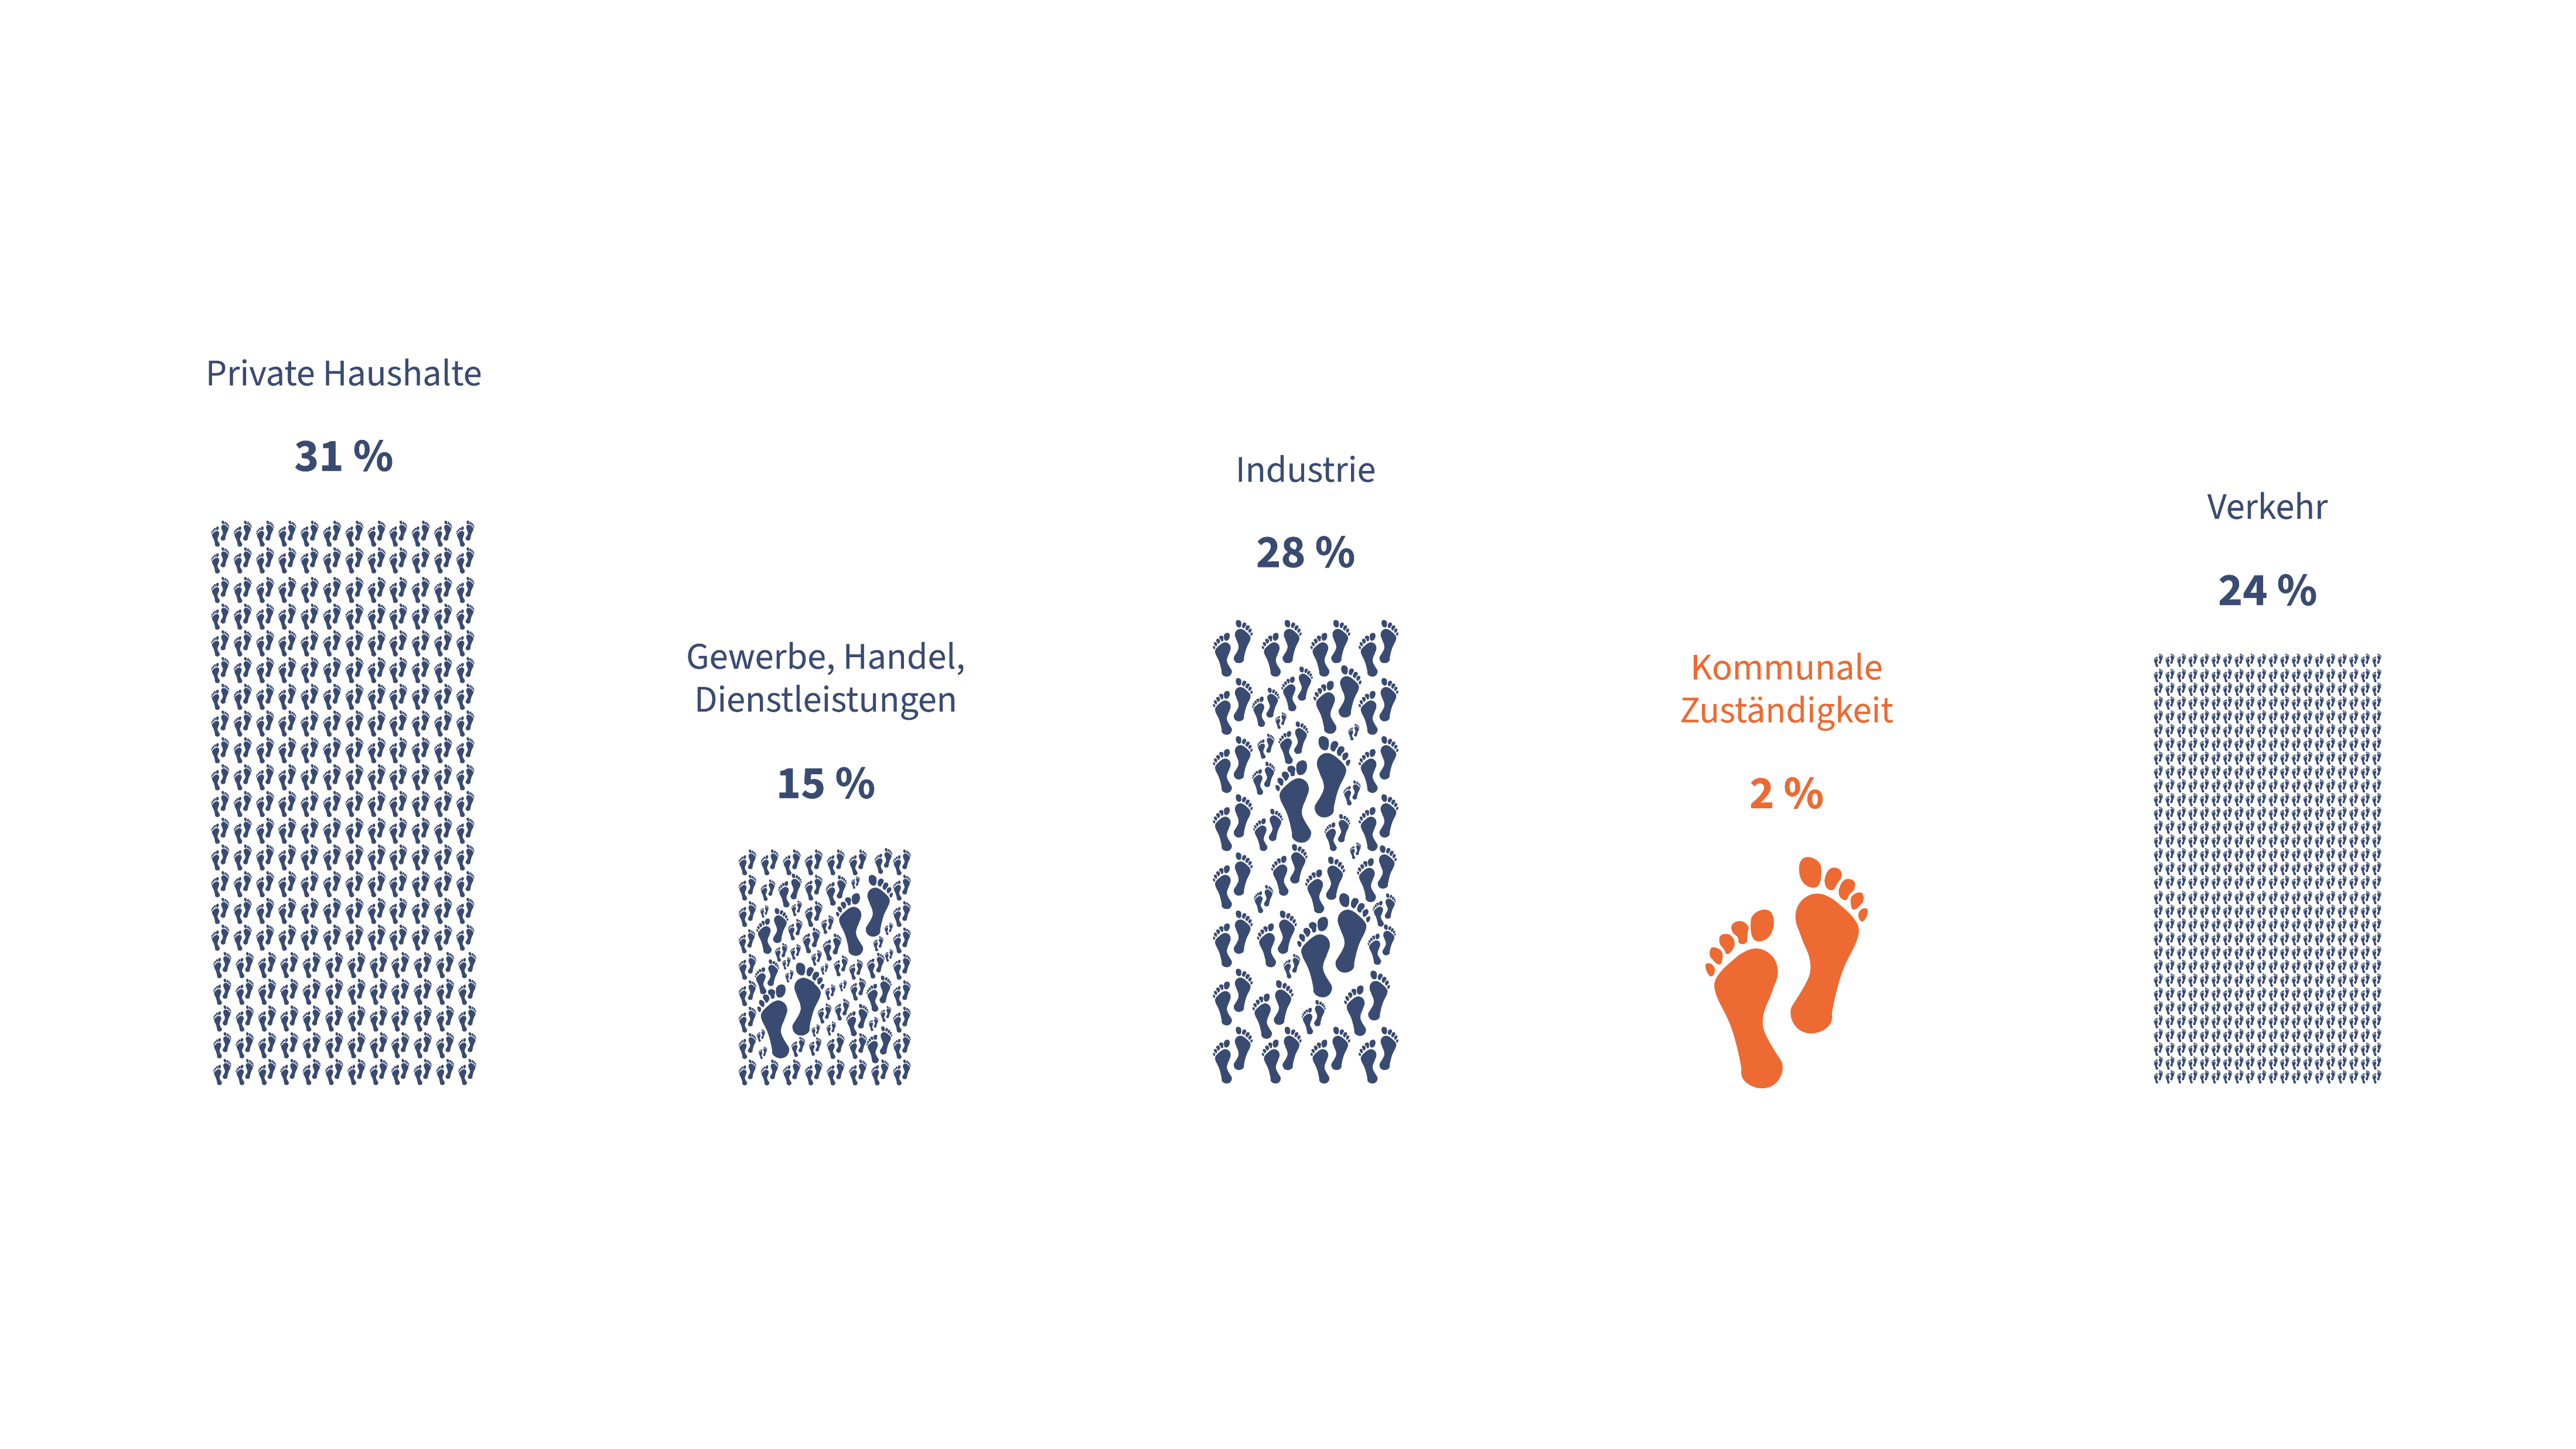 Private Haushalte
31 %
Gewerbe, Handel,
Dienstleistungen
15 %
Industrie
28 %
Kommunale
Zuständigkeit
2 %
Verkehr
24 %